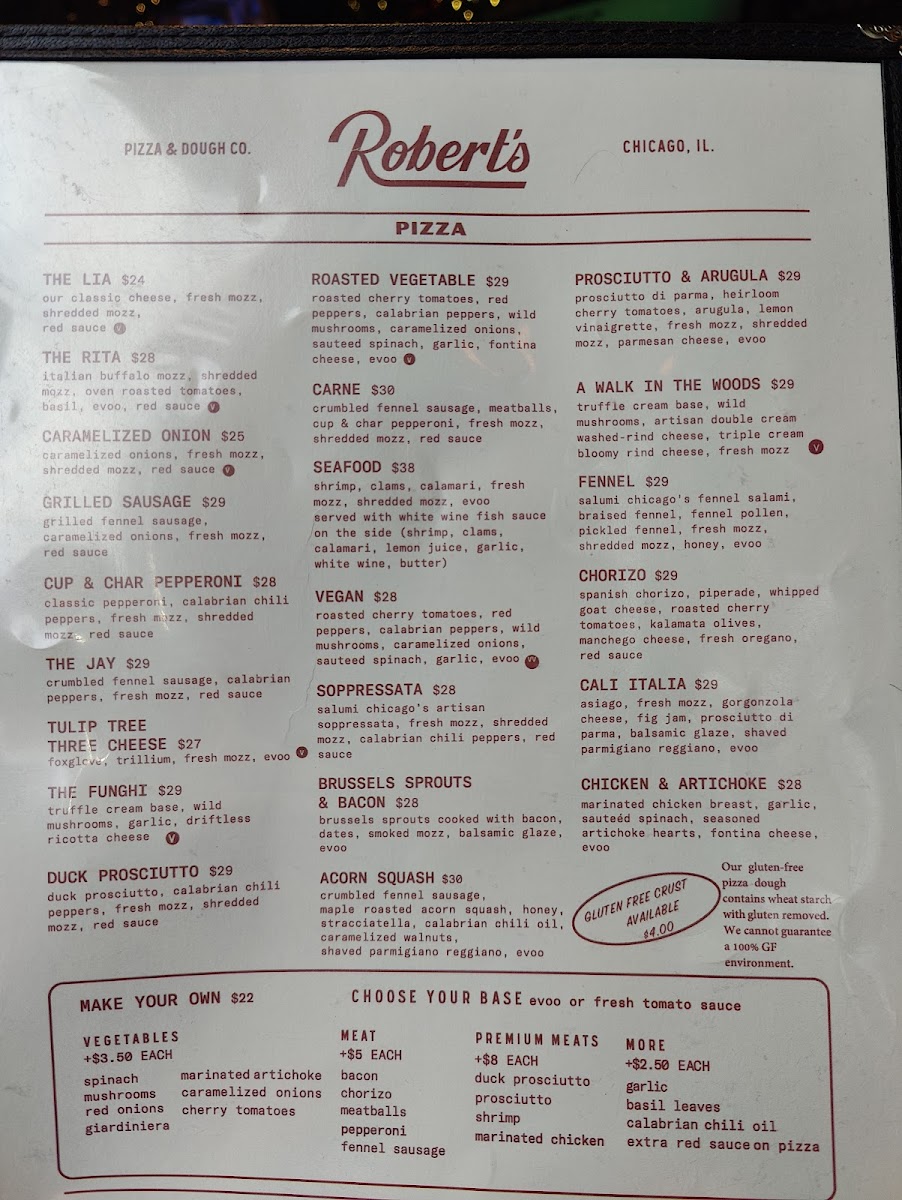 PIZZA & DOUGH CO.
Robert's
CHICAGO, IL.
PIZZA
THE LIA $24
our classic cheese, fresh mozz,
shredded mozz,
red sauce V
THE RITA $28
italian buffalo mozz, shredded
mozz, oven roasted tomatoes,
basil, evoo, red sauce V
CARAMELIZED ONION $25
caramelized onions, fresh mozz,
shredded mozz, red sauce V
GRILLED SAUSAGE $29
grilled fennel sausage,
caramelized onions, fresh mozz,
red sauce
CUP & CHAR PEPPERONI $28
classic pepperoni, calabrian chili
peppers, fresh mozz, shredded
mozz, red sauce
THE JAY $29
crumbled fennel sausage, calabrian
peppers, fresh mozz, red sauce
TULIP TREE
THREE CHEESE $27
foxglove, trillium, fresh mozz, evoo V
THE FUNGHI $29
truffle cream base, wild
mushrooms, garlic, driftless
ricotta cheese V
DUCK PROSCIUTTO $29
duck prosciutto, calabrian chili
peppers, fresh mozz, shredded
mozz, red sauce
ROASTED VEGETABLE $29
roasted cherry tomatoes, red
peppers, calabrian peppers, wild
mushrooms, caramelized onions,
sauteed spinach, garlic, fontina
cheese, evoo V
CARNE $30
crumbled fennel sausage, meatballs,
cup & char pepperoni, fresh mozz,
shredded mozz, red sauce
SEAFOOD $38
shrimp, clams, calamari, fresh
mozz, shredded mozz, evoo
served with white wine fish sauce
on the side (shrimp, clams,
calamari, lemon juice, garlic,
white wine, butter)
VEGAN $28
roasted cherry tomatoes, red
peppers, calabrian peppers, wild
mushrooms, caramelized onions,
sauteed spinach, garlic, evoo VV
SOPPRESSATA $28
salumi chicago's artisan
soppressata, fresh mozz, shredded
mozz, calabrian chili peppers, red
sauce
BRUSSELS SPROUTS
& BACON $28
brussels sprouts cooked with bacon,
dates, smoked mozz, balsamic glaze,
evoo
ACORN SQUASH $30
crumbled fennel sausage,
maple roasted acorn squash, honey,
stracciatella, calabrian chili oil,
caramelized walnuts,
shaved parmigiano reggiano, evoo
PROSCIUTTO & ARUGULA $29
prosciutto di parma, heirloom
cherry tomatoes, arugula, lemon
vinaigrette, fresh mozz, shredded
mozz, parmesan cheese, evoo
A WALK IN THE WOODS $29
truffle cream base, wild
mushrooms, artisan double cream
washed-rind cheese, triple cream
bloomy rind cheese, fresh mozz V
FENNEL $29
salumi chicago's fennel salami,
braised fennel, fennel pollen,
pickled fennel, fresh mozz,
shredded mozz, honey, evoo
CHORIZO $29
spanish chorizo, piperade, whipped
goat cheese, roasted cherry
tomatoes, kalamata olives,
manchego cheese, fresh oregano,
red sauce
CALI ITALIA $29
asiago, fresh mozz, gorgonzola
cheese, fig jam, prosciutto di
parma, balsamic glaze, shaved
parmigiano reggiano, evoo
CHICKEN & ARTICHOKE $28
marinated chicken breast, garlic,
sauteéd spinach, seasoned
artichoke hearts, fontina cheese,
evoo
GLUTEN FREE CRUST
AVAILABLE
$4.00
Our gluten-free
pizza dough
contains wheat starch
with gluten removed.
We cannot guarantee
a 100% GF
environment.
MAKE YOUR OWN $22
CHOOSE YOUR BASE evoo or fresh tomato sauce
VEGETABLES
+$3.50 EACH
spinach
mushrooms
red onions
giardiniera
marinated artichoke
caramelized onions
cherry tomatoes
MEAT
+$5 EACH
bacon
chorizo
meatballs
pepperoni
fennel sausage
PREMIUM MEATS
+$8 EACH
duck prosciutto
prosciutto
shrimp
marinated chicken
MORE
+$2.50 EACH
garlic
basil leaves
calabrian chili oil
extra red sauce on pizza